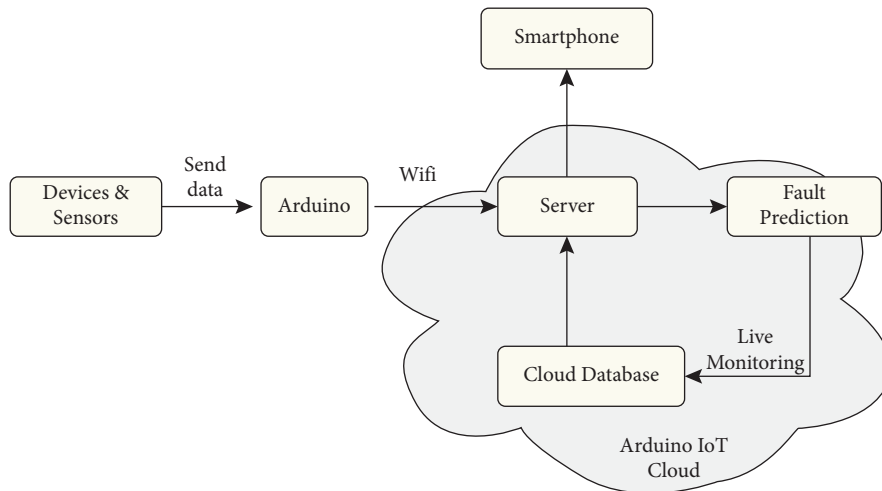 Smartphone
Send
data
Wifi
Devices &
Sensors
Arduino
Server
Fault
Prediction
Live
Monitoring
Cloud Database
Arduino IoT
Cloud